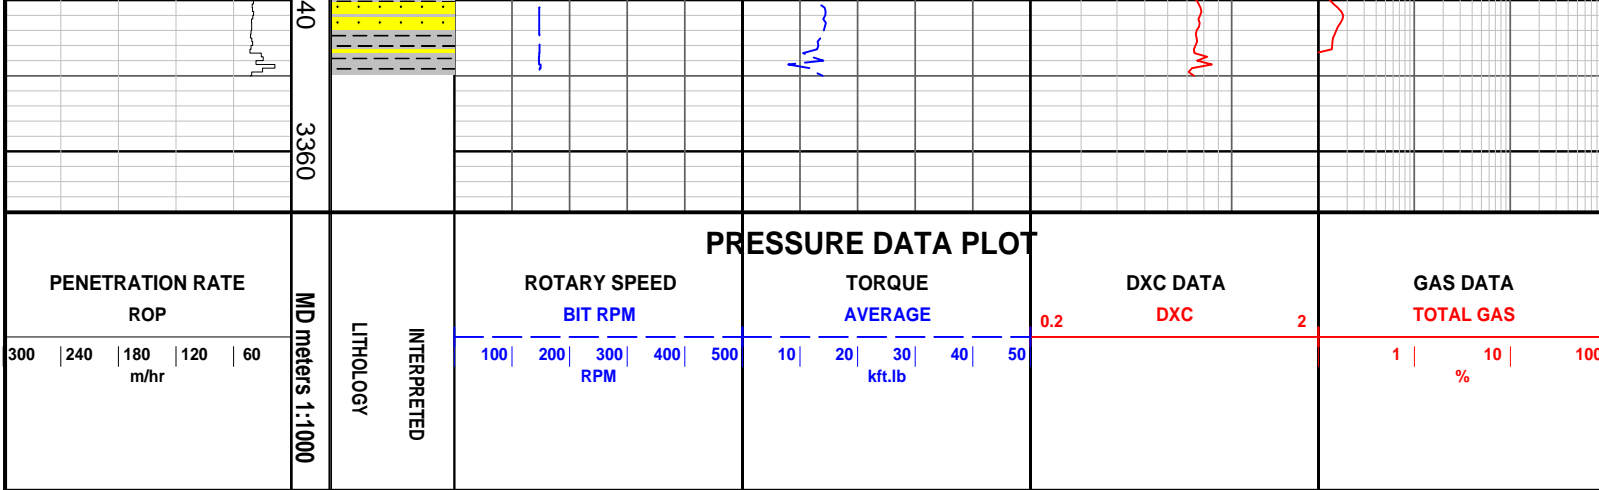 40
3360
PRESSURE DATA PLOT
PENETRATION RATE
ROP
300 240 180 120 60
m/hr
MD meters 1:1000
LITHOLOGY
INTERPRETED
ROTARY SPEED
BIT RPM
100 200 300 400 500
RPM
TORQUE
AVERAGE
10 20 30 40 50
kft.lb
DXC DATA
0.2 DXC 2
GAS DATA
TOTAL GAS
1 10 100
%